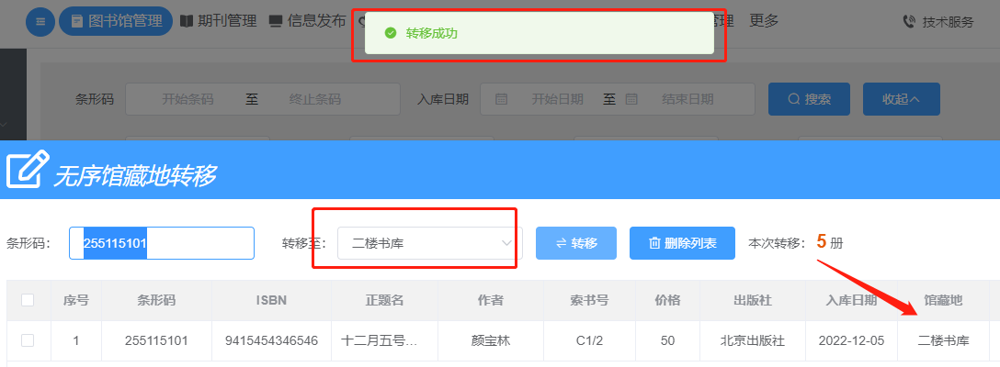 图书馆管理 期刊管理 信息发布 管理 更多 技术服务
转移成功
条形码 开始条码 至 终止条码 入库日期 开始日期 至 结束日期 搜索 收起
无序馆藏地转移
条形码: 255115101 转移至: 二楼书库 转移 删除列表 本次转移: 5 册
序号 条形码 ISBN 正题名 作者 索书号 价格 出版社 入库日期 馆藏地
1 255115101 9415454346546 十二月五号... 颜宝林 C1/2 50 北京出版社 2022-12-05 二楼书库